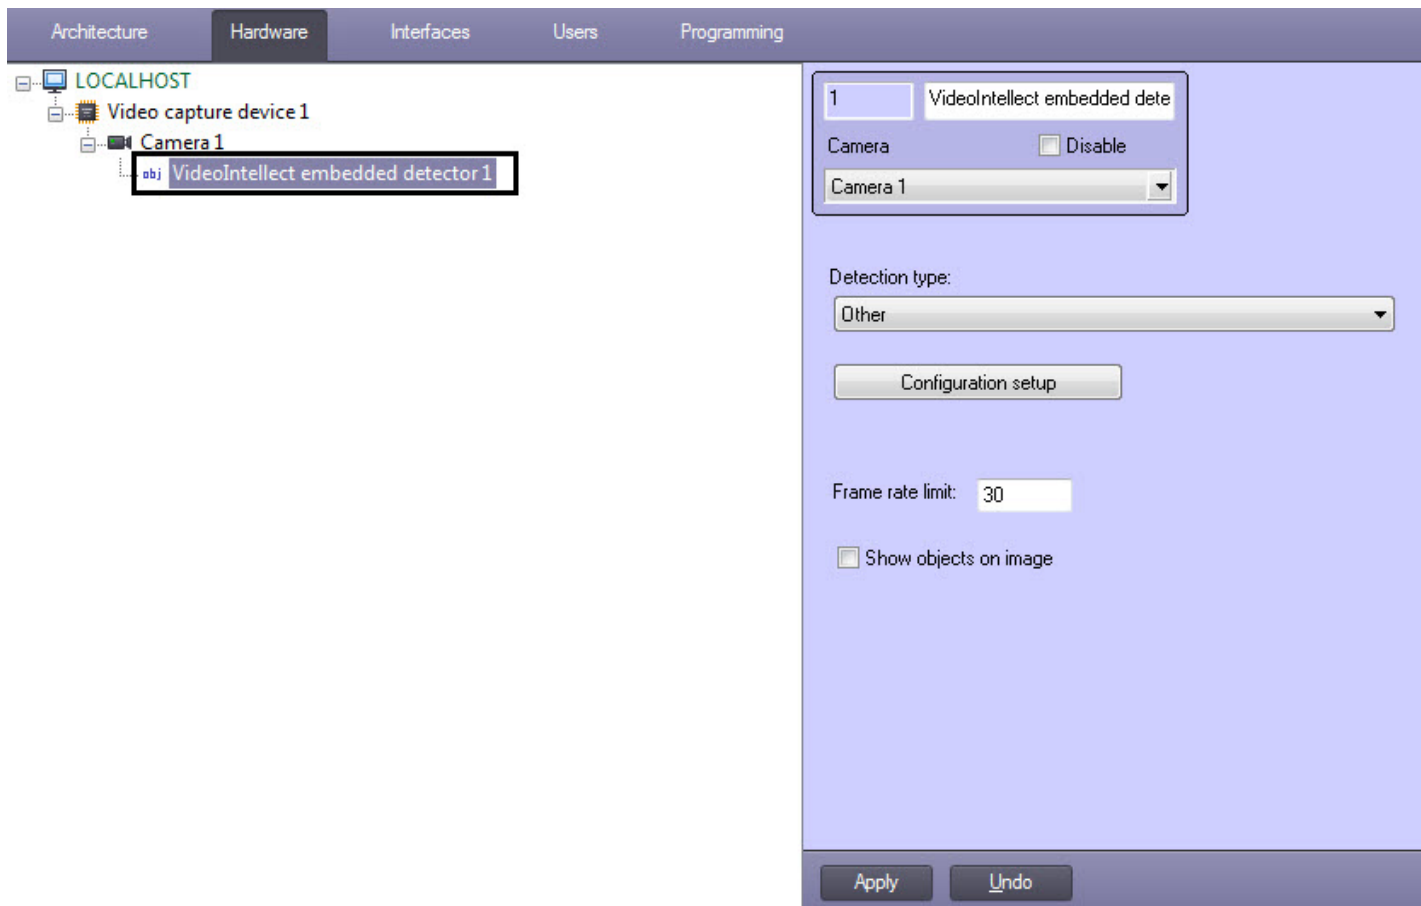 Architecture Hardware Interfaces Users Programming
LOCALHOST
Video capture device 1
Camera 1
obj VideoIntellect embedded detector 1
1 VideoIntellect embedded dete
Camera Disable
Camera 1
Detection type:
Other
Configuration setup
Frame rate limit: 30
Show objects on image
Apply Undo